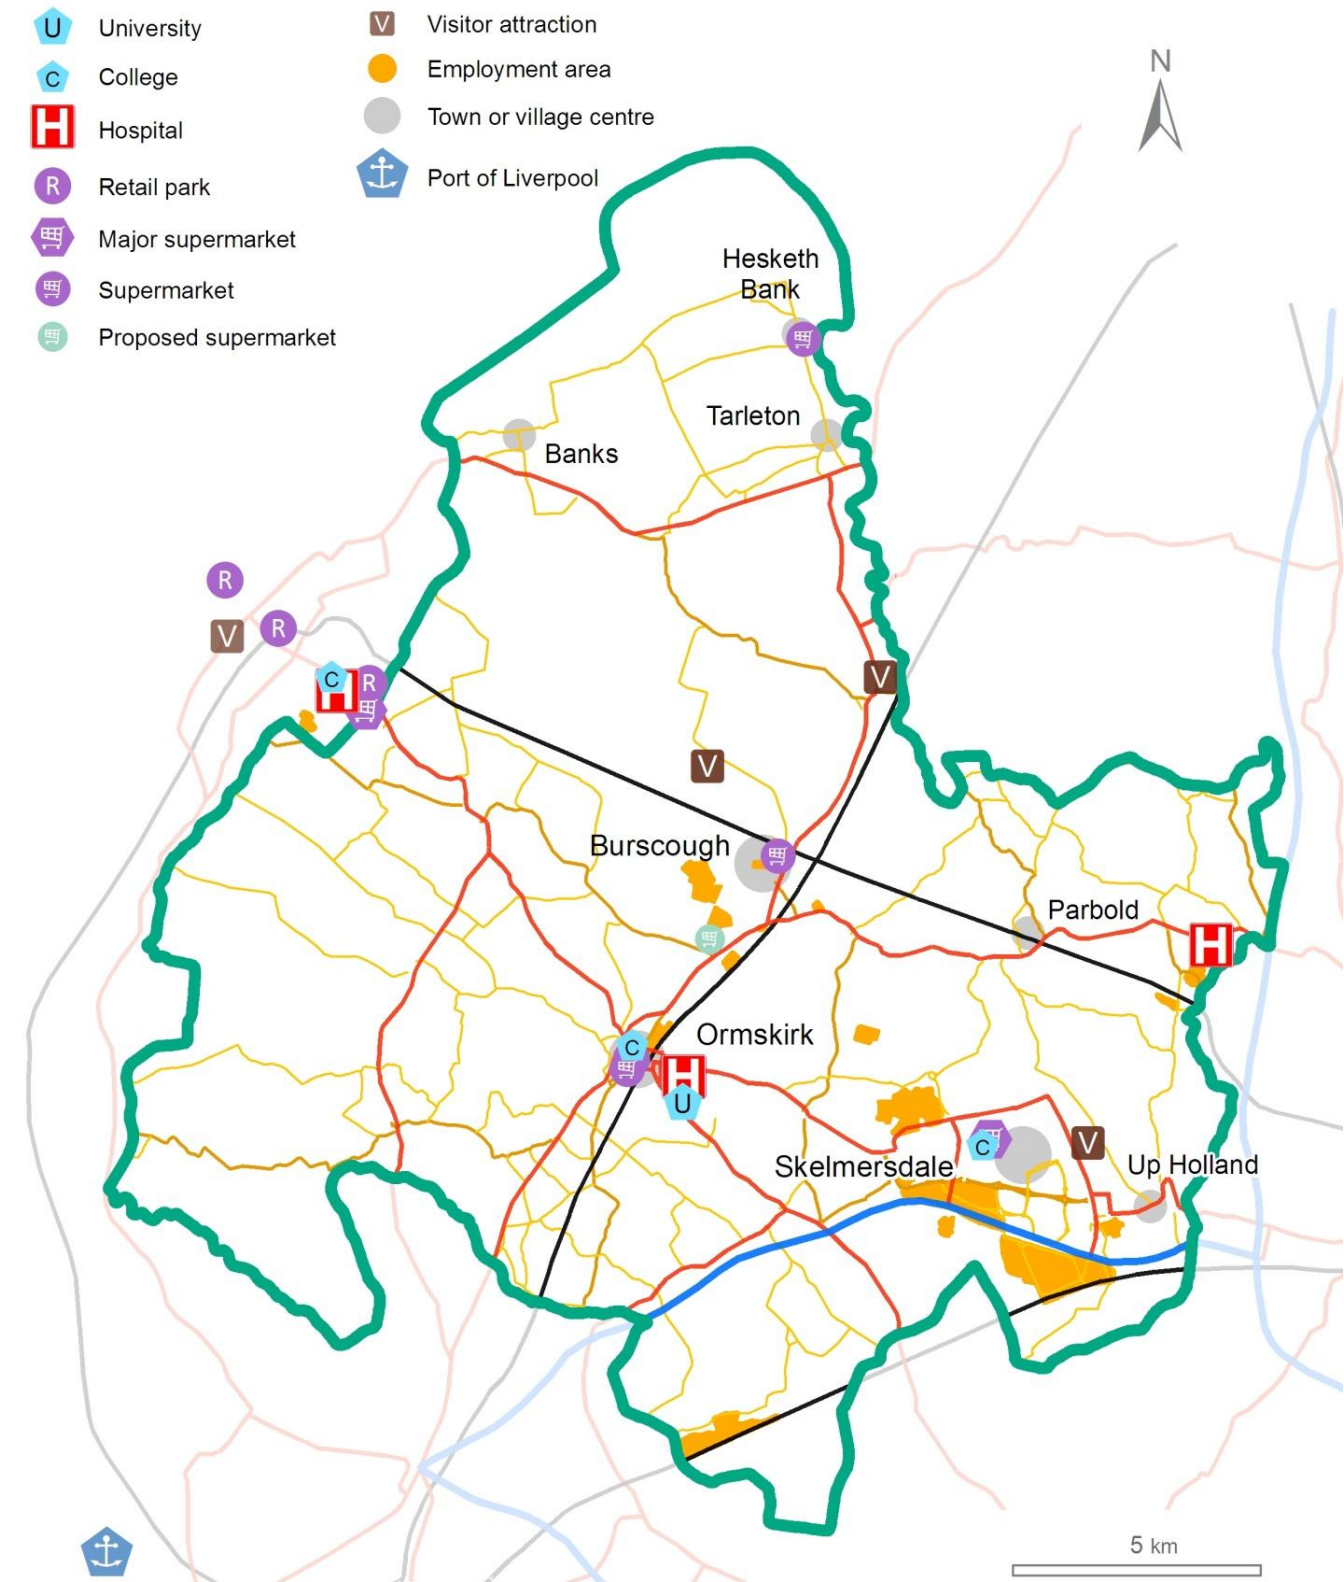 U University
C College
H Hospital
R Retail park
Major supermarket
Supermarket
Proposed supermarket
V Visitor attraction
Employment area
Town or village centre
Port of Liverpool
N
Hesketh
Bank
Tarleton
Banks
R
R
V
C
H
R
V
V
Burscough
Parbold
H
Ormskirk
C
H
U
C
V
Skelmersdale
Up Holland
5 km